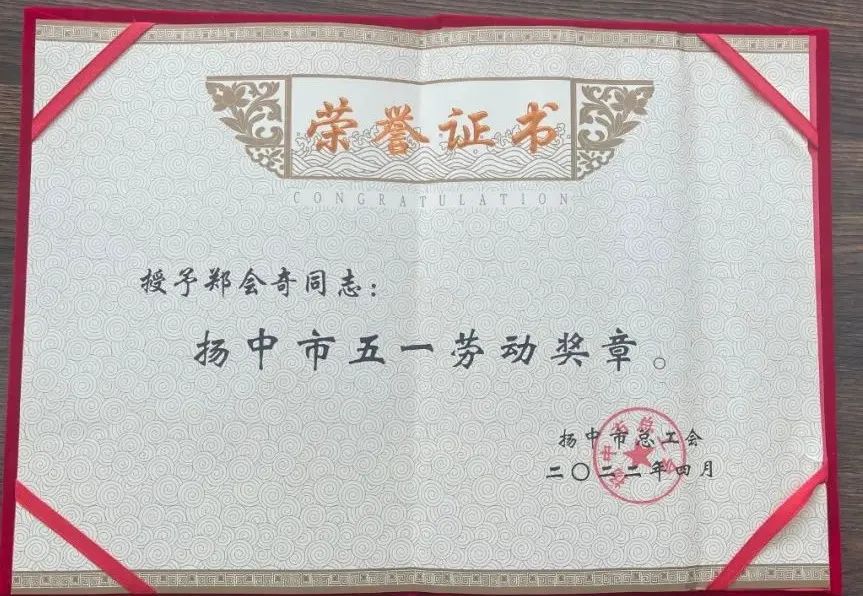 荣誉证书
CONGRATULATION
授予郑会奇同志：
扬中市五一劳动奖章。
扬中市总工会
二〇二二年四月